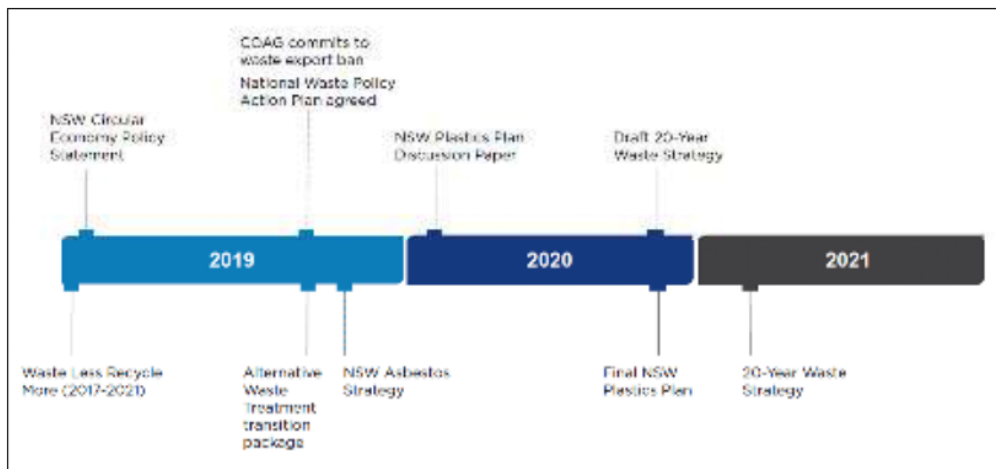 COAG commits to
waste export ban
National Waste Policy
Action Plan agreed
NSW Circular
Economy Policy
Statement
NSW Plastics Plan
Discussion Paper
Draft 20-Year
Waste Strategy
2019
2020
2021
Waste Less Recycle
More (2017-2021)
Alternative
Waste
Treatment
transition
package
NSW Asbestos
Strategy
Final NSW
Plastics Plan
20-Year Waste
Strategy